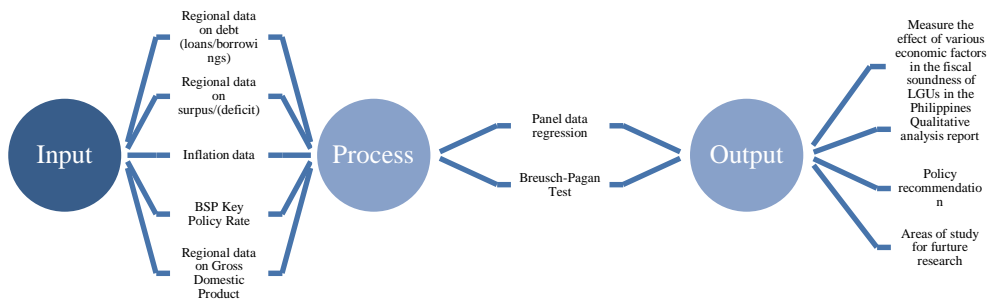 Input
Regional data
on debt
(loans/borrowi
ngs)
Regional data
on
surpus/(deficit)
Inflation data
BSP Key
Policy Rate
Regional data
on Gross
Domestic
Product
Process
Panel data
regression
Breusch-Pagan
Test
Output
Measure the
effect of various
economic factors
in the fiscal
soundness of
LGUs in the
Philippines
Qualitative
analysis report
Policy
recommendatio
n
Areas of study
for furture
research